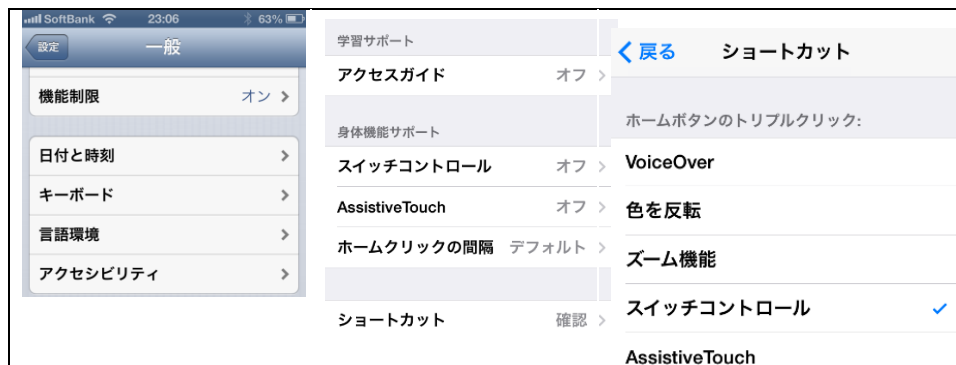 SoftBank 23:06 63%
設定 一般
機能制限 オン
日付と時刻
キーボード
言語環境
アクセシビリティ
学習サポート
アクセスガイド オフ
身体機能サポート
スイッチコントロール オフ
AssistiveTouch オフ
ホームクリックの間隔 デフォルト
ショートカット 確認
戻る ショートカット
ホームボタンのトリプルクリック:
VoiceOver
色を反転
ズーム機能
スイッチコントロール
AssistiveTouch